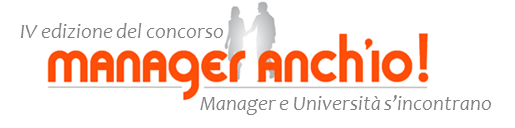 IV edizione del concorso
manager anch'io!
Manager e Università s'incontrano